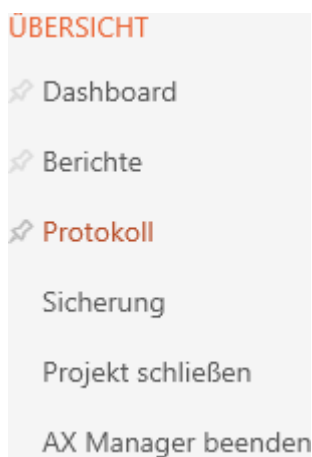 ÜBERSICHT
Dashboard
Berichte
Protokoll
Sicherung
Projekt schließen
AX Manager beenden